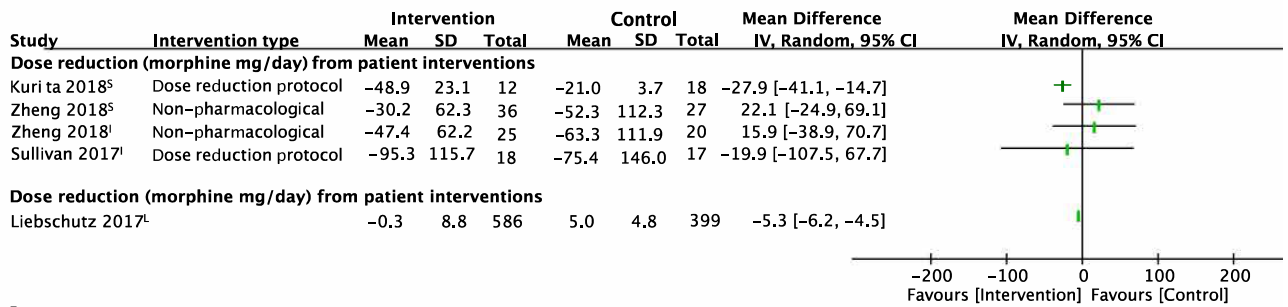 Intervention Control Mean Difference Mean Difference
Study Intervention type Mean SD Total Mean SD Total IV, Random, 95% CI IV, Random, 95% CI
Dose reduction (morphine mg/day) from patient interventions
Kuri ta 2018ˢ Dose reduction protocol −48.9 23.1 12 −21.0 3.7 18 −27.9 [−41.1, −14.7]
Zheng 2018ˢ Non-pharmacological −30.2 62.3 36 −52.3 112.3 27 22.1 [−24.9, 69.1]
Zheng 2018ᴵ Non-pharmacological −47.4 62.2 25 −63.3 111.9 20 15.9 [−38.9, 70.7]
Sullivan 2017ᴵ Dose reduction protocol −95.3 115.7 18 −75.4 146.0 17 −19.9 [−107.5, 67.7]
Dose reduction (morphine mg/day) from patient interventions
Liebschutz 2017ᴸ −0.3 8.8 586 5.0 4.8 399 −5.3 [−6.2, −4.5]
−200 −100 0 100 200
Favours [Intervention] Favours [Control]